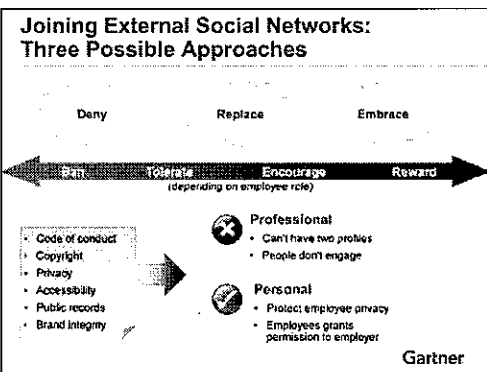 Joining External Social Networks:
Three Possible Approaches
Deny Replace Embrace
Ban Tolerate Encourage Reward
(depending on employee role)
• Code of conduct
• Copyright
• Privacy
• Accessibility
• Public records
• Brand integrity
Professional
• Can't have two profiles
• People don't engage
Personal
• Protect employee privacy
• Employees grants
permission to employer
Gartner